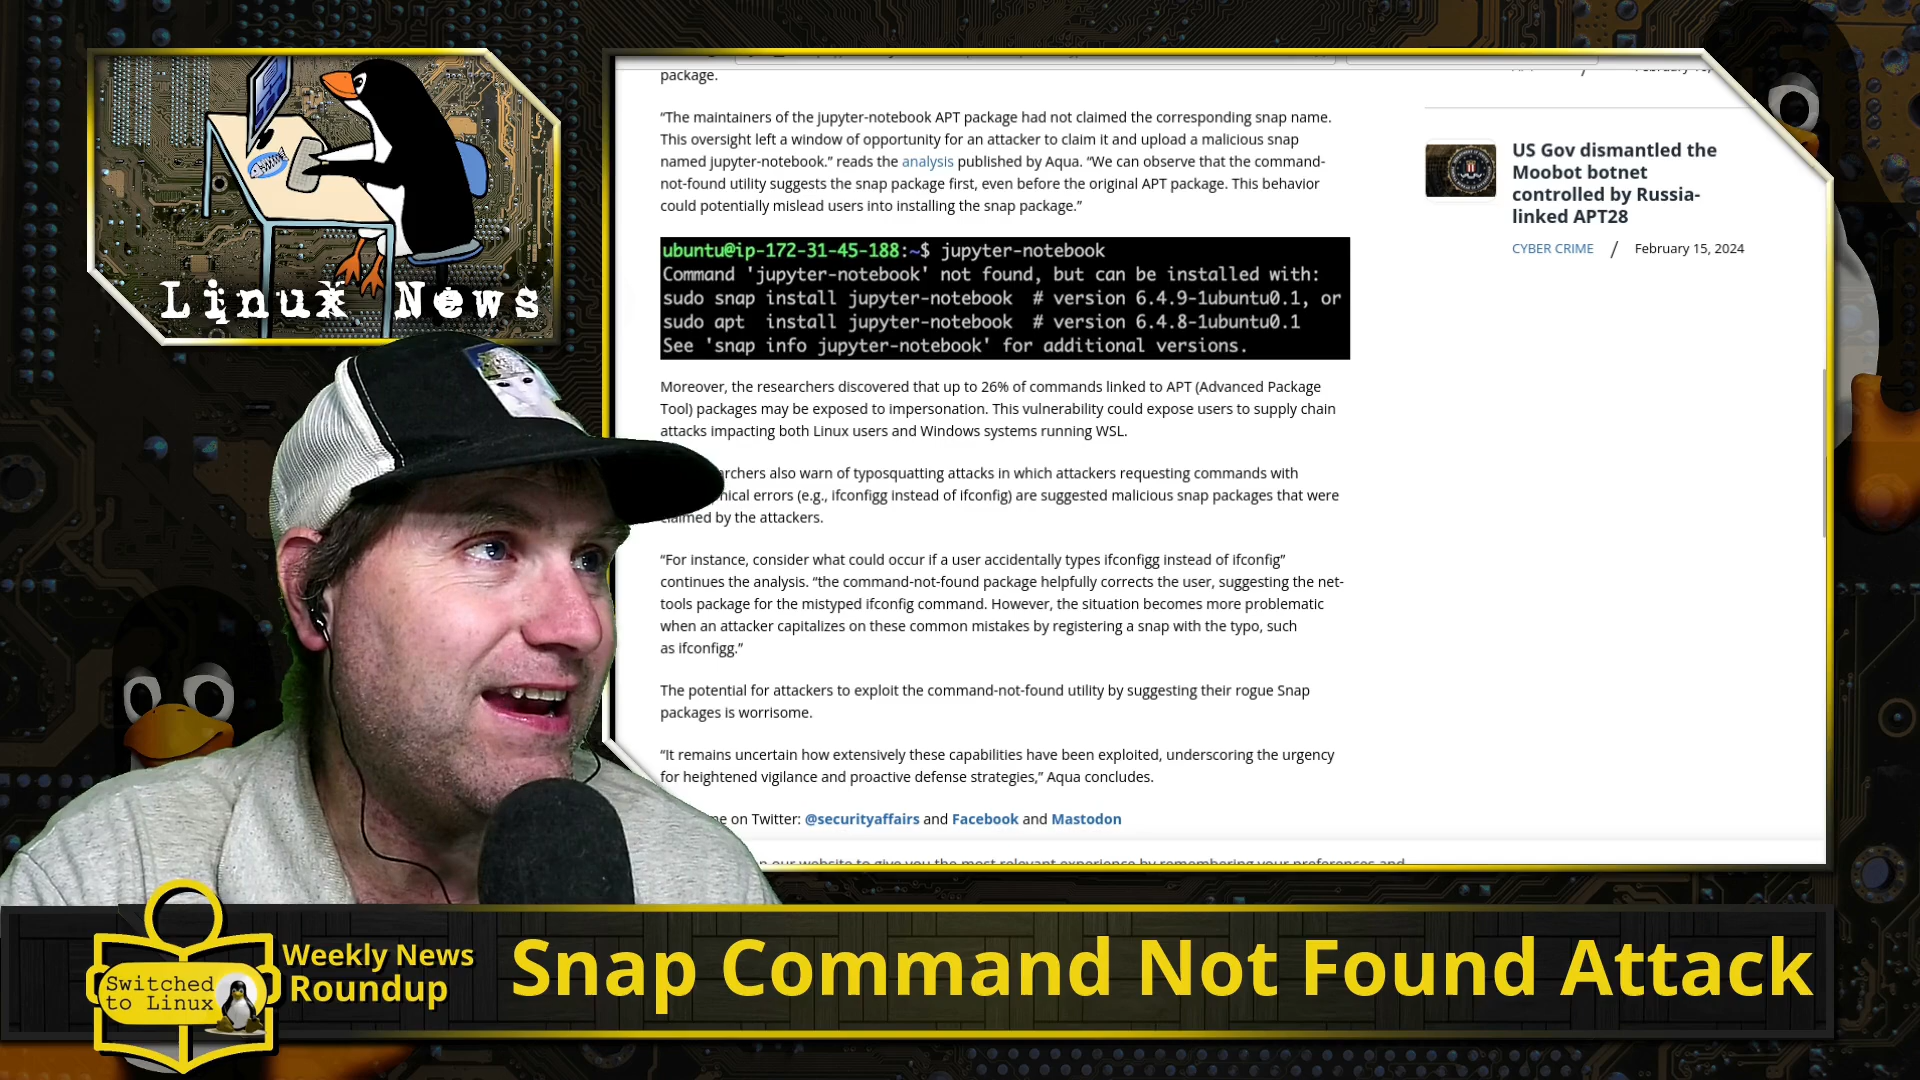 Linux News
package.
“The maintainers of the jupyter-notebook APT package had not claimed the corresponding snap name.
This oversight left a window of opportunity for an attacker to claim it and upload a malicious snap
named jupyter-notebook.” reads the analysis published by Aqua. “We can observe that the command-
not-found utility suggests the snap package first, even before the original APT package. This behavior
could potentially mislead users into installing the snap package.”
ubuntu@ip-172-31-45-188:~$ jupyter-notebook
Command 'jupyter-notebook' not found, but can be installed with:
sudo snap install jupyter-notebook  # version 6.4.9-1ubuntu0.1, or
sudo apt  install jupyter-notebook  # version 6.4.8-1ubuntu0.1
See 'snap info jupyter-notebook' for additional versions.
Moreover, the researchers discovered that up to 26% of commands linked to APT (Advanced Package
Tool) packages may be exposed to impersonation. This vulnerability could expose users to supply chain
attacks impacting both Linux users and Windows systems running WSL.
also warn of typosquatting attacks in which attackers requesting commands with
errors (e.g., ifconfigg instead of ifconfig) are suggested malicious snap packages that were
claimed by the attackers.
“For instance, consider what could occur if a user accidentally types ifconfigg instead of ifconfig”
continues the analysis. “the command-not-found package helpfully corrects the user, suggesting the net-
tools package for the mistyped ifconfig command. However, the situation becomes more problematic
when an attacker capitalizes on these common mistakes by registering a snap with the typo, such
as ifconfigg.”
The potential for attackers to exploit the command-not-found utility by suggesting their rogue Snap
packages is worrisome.
“It remains uncertain how extensively these capabilities have been exploited, underscoring the urgency
for heightened vigilance and proactive defense strategies,” Aqua concludes.
on Twitter: @securityaffairs and Facebook and Mastodon
our website to give you the most relevant experience by remembering your preferences and
US Gov dismantled the
Moobot botnet
controlled by Russia-
linked APT28
CYBER CRIME / February 15, 2024
Switched
to Linux
Weekly News
Roundup
Snap Command Not Found Attack